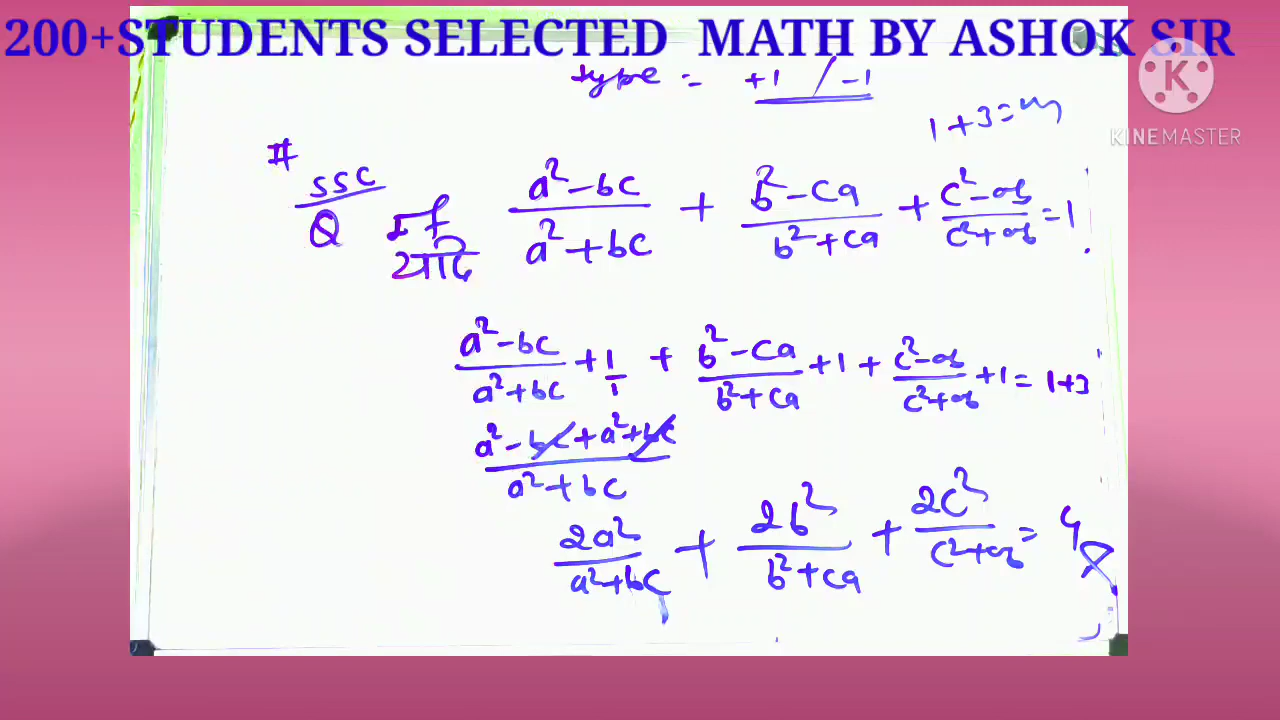 200+STUDENTS SELECTED MATH BY ASHOK SIR
K
KINEMASTER
type = +1 / -1
1+3=4
# SSC
Q If (a²-bc)/(a²+bc) + (b²-ca)/(b²+ca) + (c²-ab)/(c²+ab) = 1
यदि
(a²-bc)/(a²+bc) + 1/1 + (b²-ca)/(b²+ca) + 1 + (c²-ab)/(c²+ab) + 1 = 1+3
(a²-bc+a²+bc)/(a²+bc)
2a²/(a²+bc) + 2b²/(b²+ca) + 2c²/(c²+ab) = 4